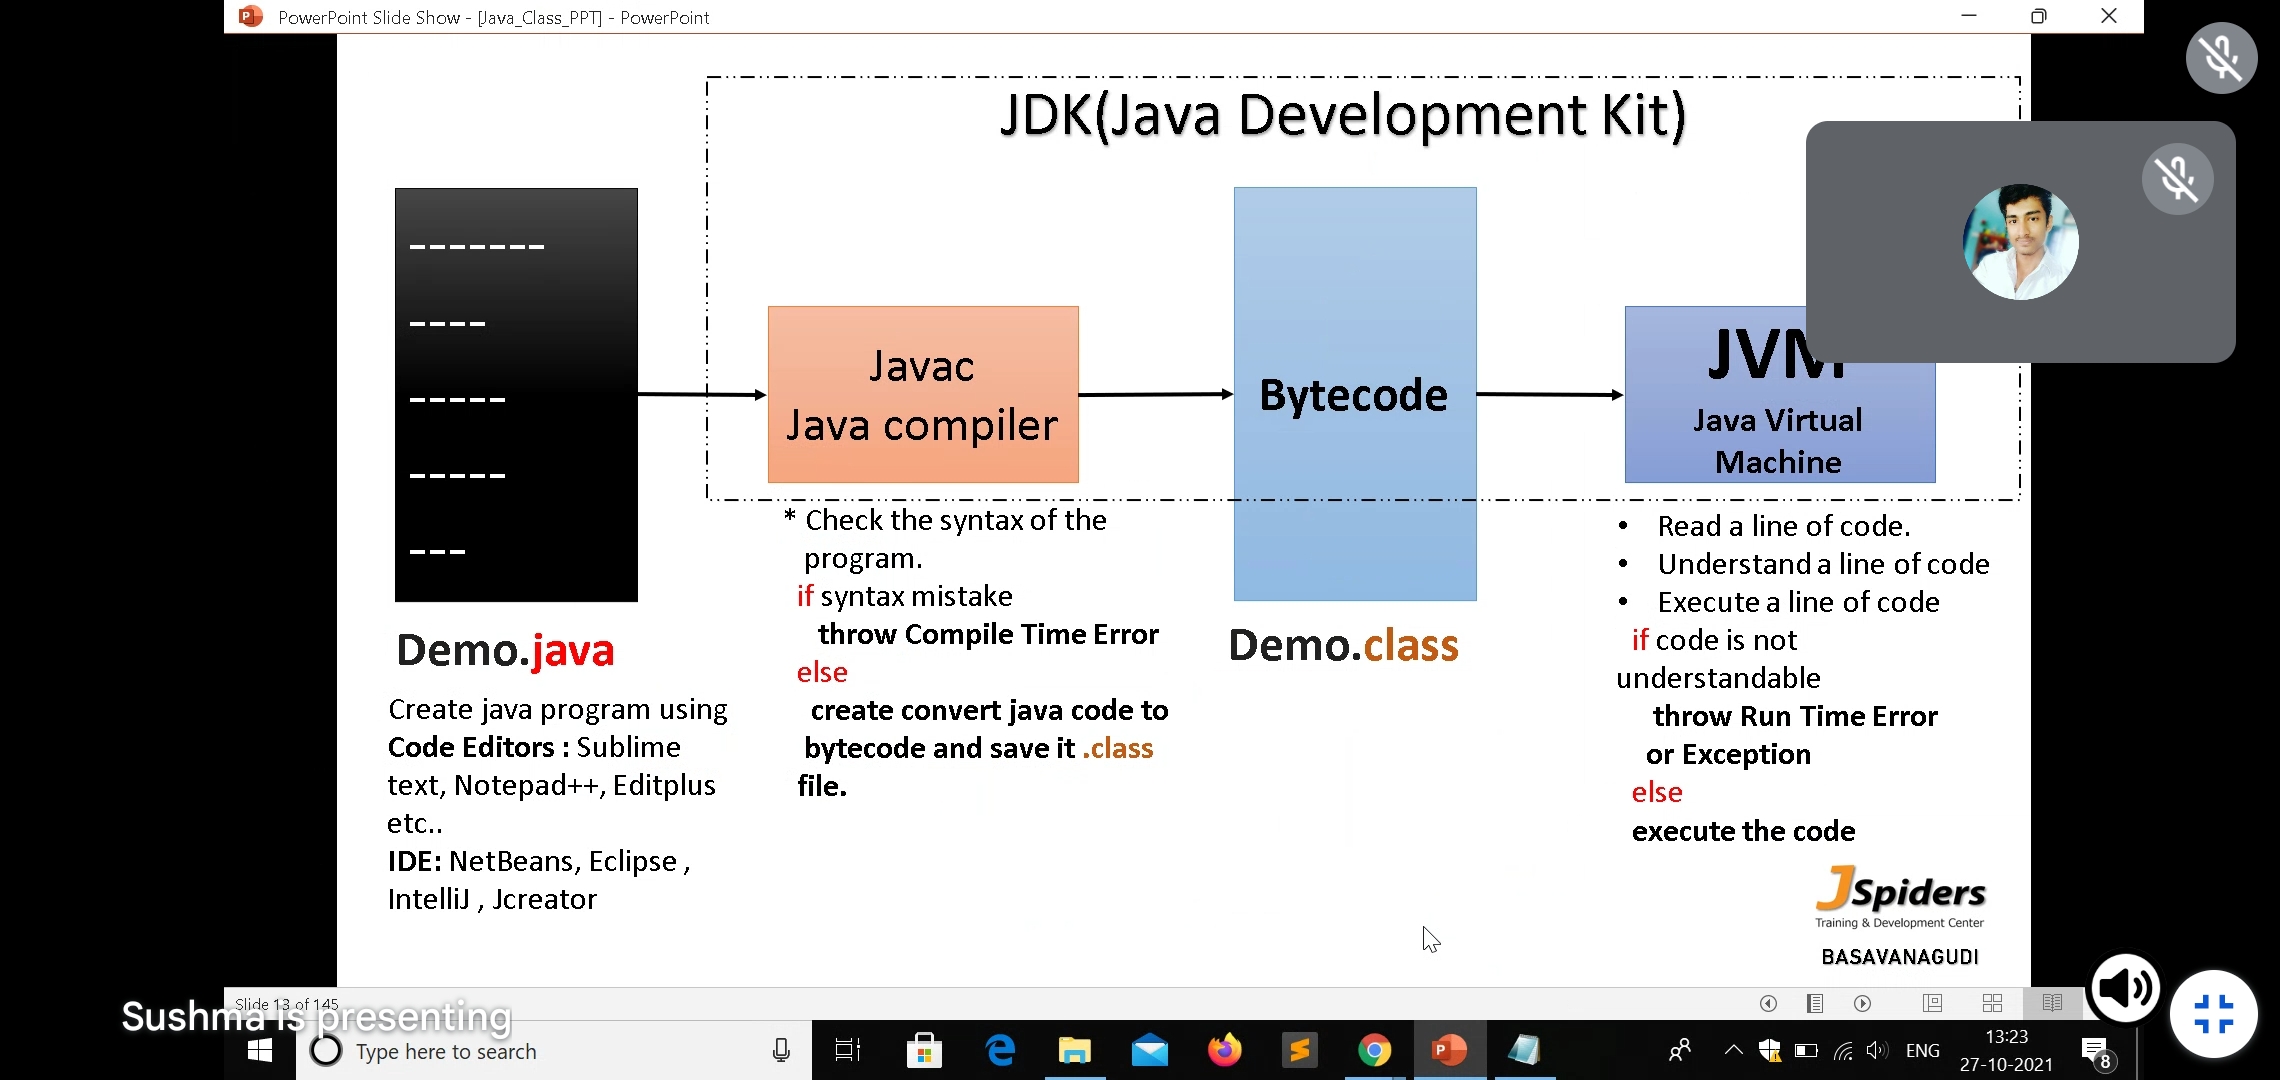 PowerPoint Slide Show - [Java_Class_PPT] - PowerPoint
JDK(Java Development Kit)
Javac
Java compiler
Bytecode
Java Virtual
Machine
* Check the syntax of the
program.
if syntax mistake
throw Compile Time Error
else
create convert java code to
bytecode and save it .class
file.
• Read a line of code.
• Understand a line of code
• Execute a line of code
if code is not
understandable
throw Run Time Error
or Exception
else
execute the code
Demo.java
Demo.class
Create java program using
Code Editors : Sublime
text, Notepad++, Editplus
etc..
IDE: NetBeans, Eclipse ,
IntelliJ , Jcreator
JSpiders
Training & Development Center
BASAVANAGUDI
Slide 13 of 145
Sushma is presenting
Type here to search
ENG
13:23
27-10-2021
8